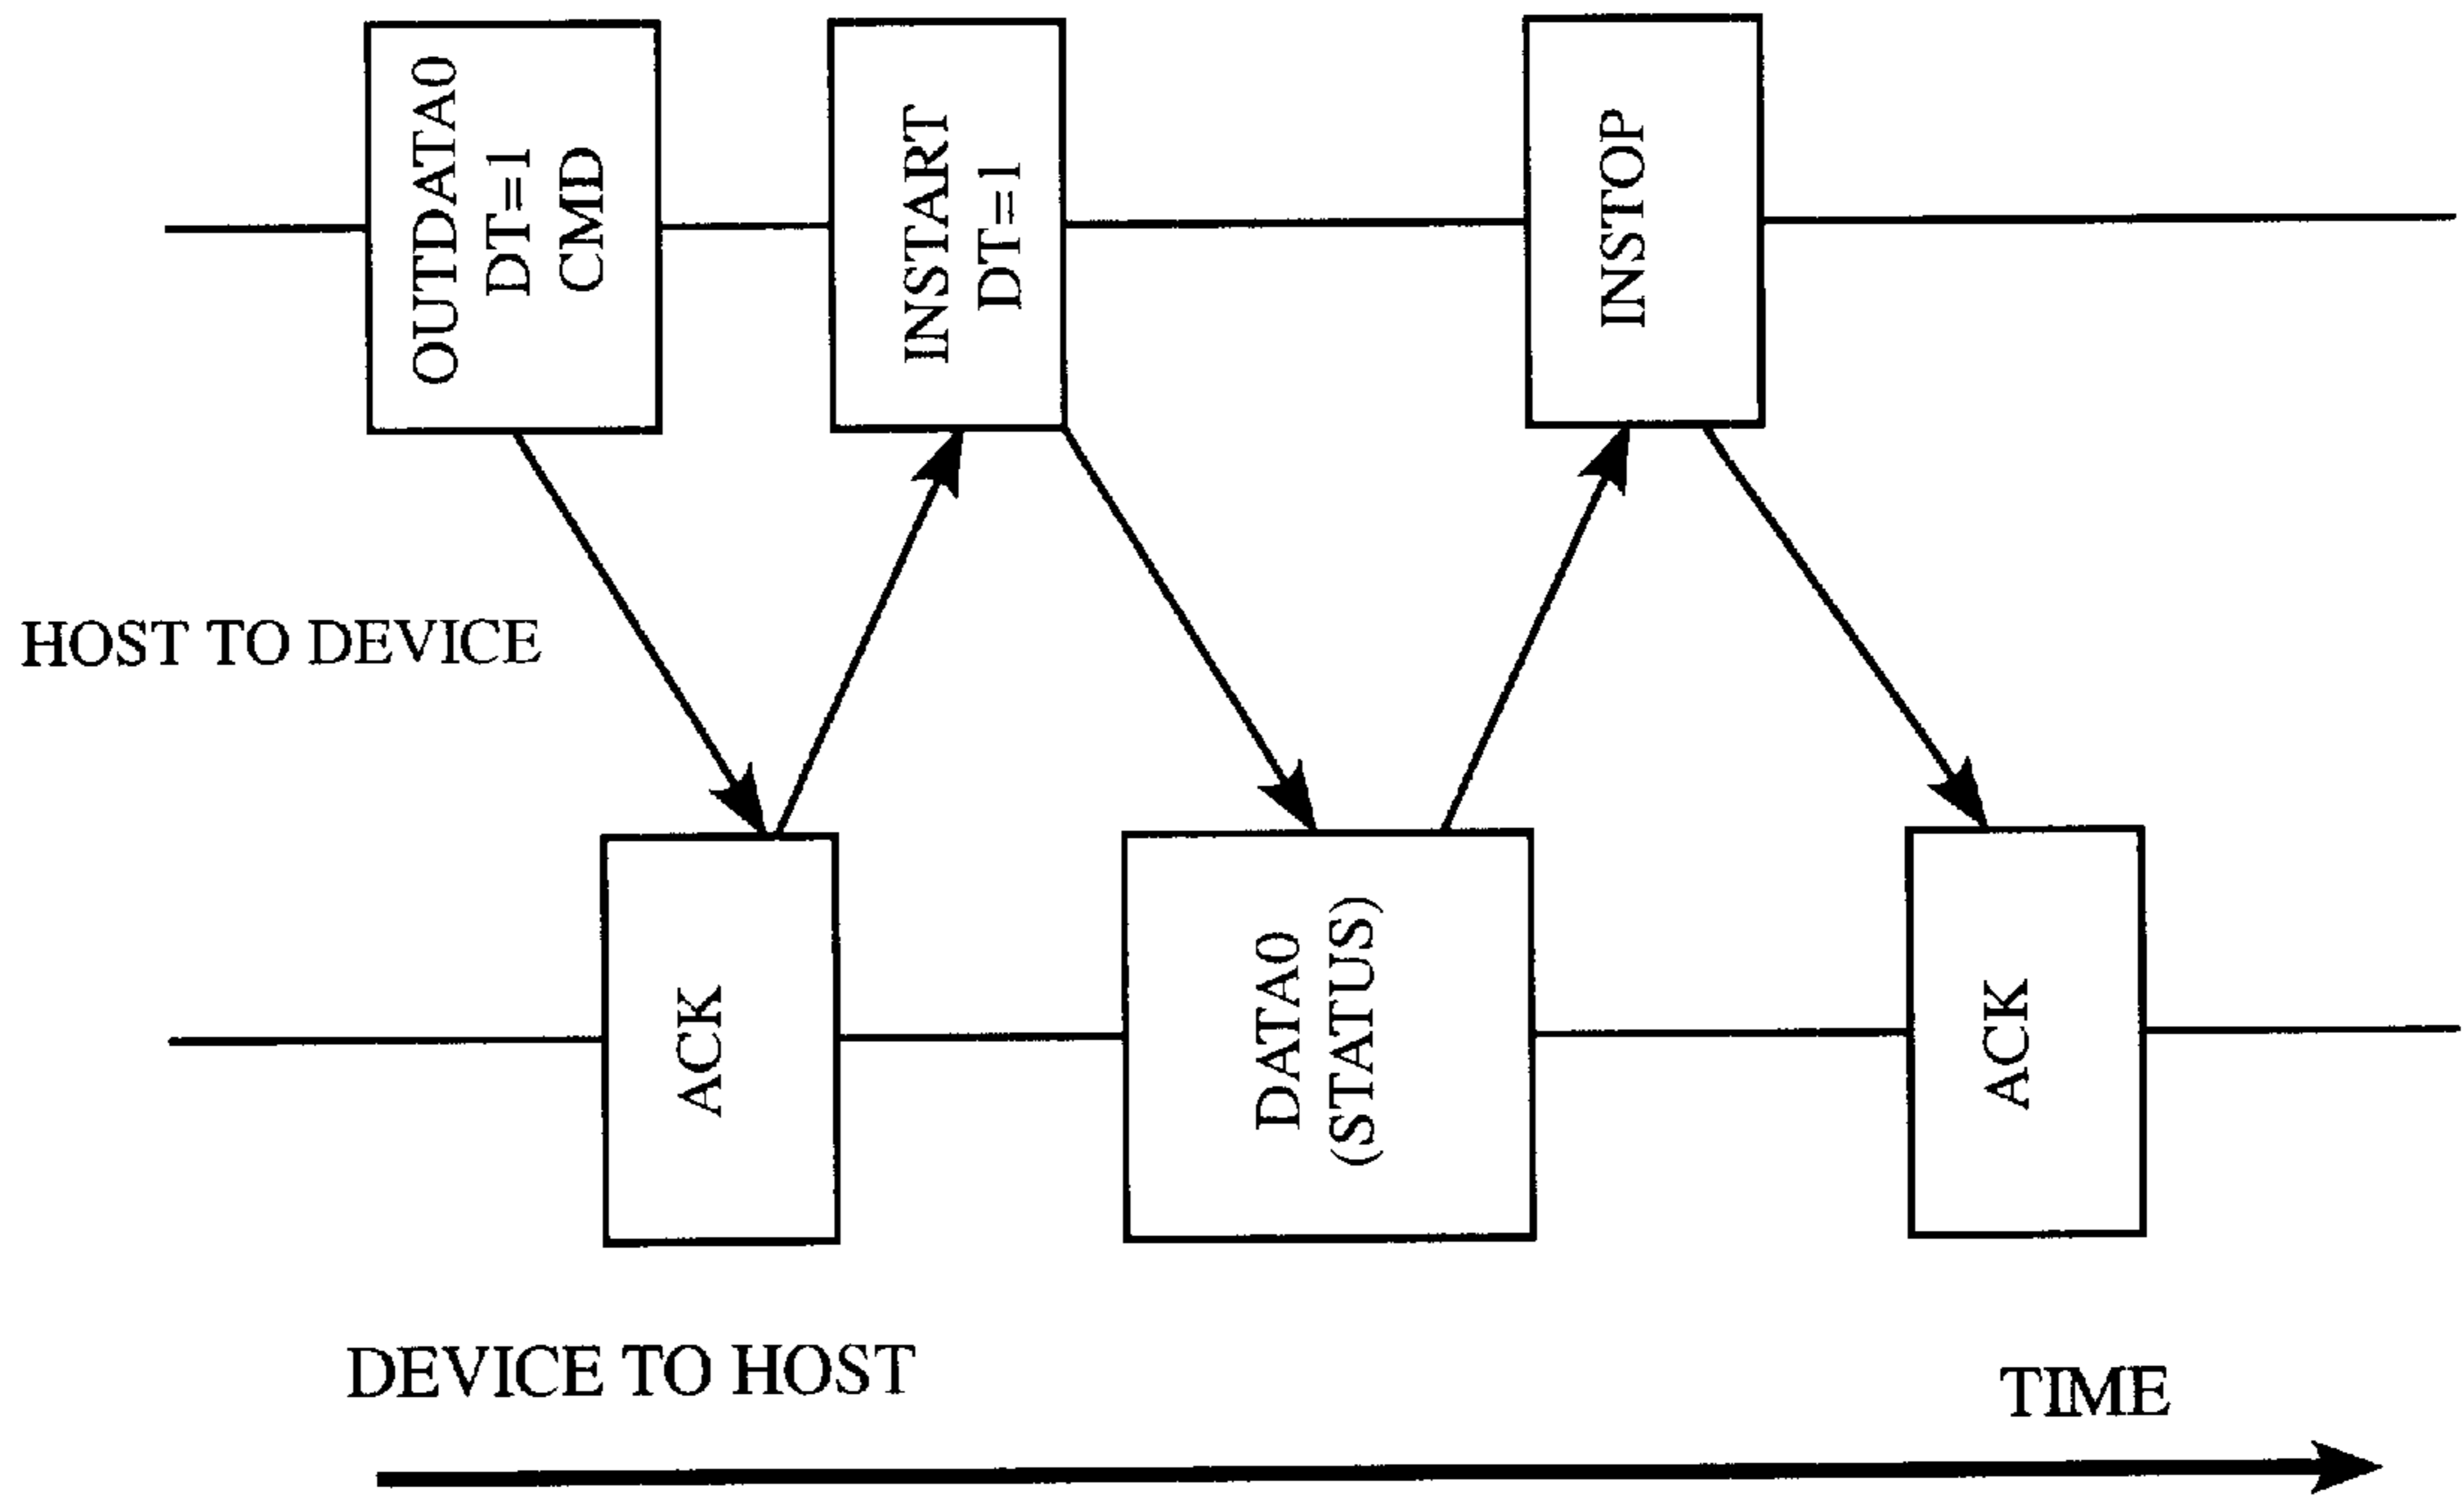 OUTDATA0
DT=1
CMD
INSTART
DT=1
INSTOP
HOST TO DEVICE
ACK
DATA0
(STATUS)
ACK
DEVICE TO HOST
TIME